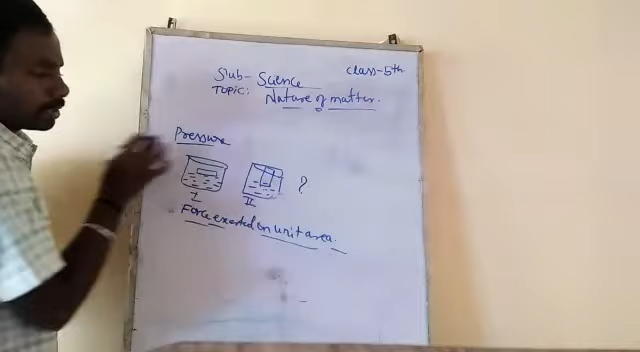 Sub- Science Class-5th
TOPIC: Nature of matter.
Pressure
I II ?
Force exerted on unit area.